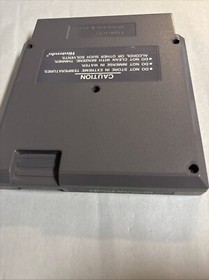 CAUTION
● DO NOT STORE IN EXTREME TEMPERATURES.
● DO NOT IMMERSE IN WATER.
● DO NOT CLEAN WITH BENZENE, THINNER,
ALCOHOL OR OTHER SUCH SOLVENTS.
Nintendo